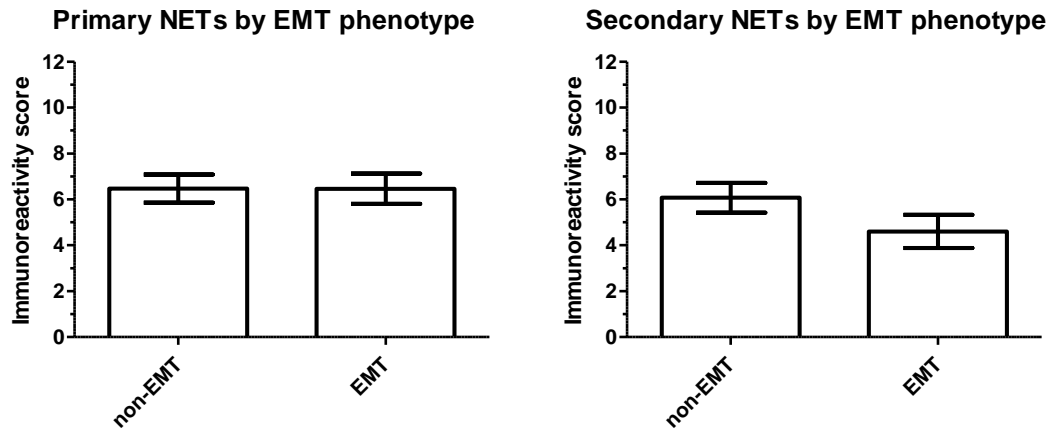 Primary NETs by EMT phenotype
Immunoreactivity score
12
10
8
6
4
2
0
non-EMT
EMT
Secondary NETs by EMT phenotype
Immunoreactivity score
12
10
8
6
4
2
0
non-EMT
EMT